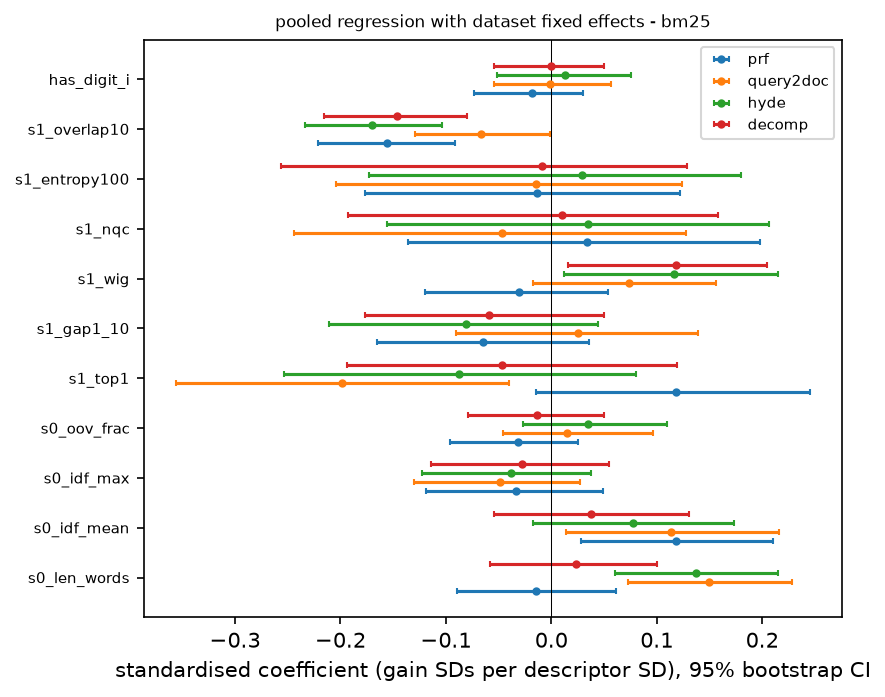 pooled regression with dataset fixed effects - bm25
prf
query2doc
hyde
decomp
has_digit_i
s1_overlap10
s1_entropy100
s1_nqc
s1_wig
s1_gap1_10
s1_top1
s0_oov_frac
s0_idf_max
s0_idf_mean
s0_len_words
−0.3 −0.2 −0.1 0.0 0.1 0.2
standardised coefficient (gain SDs per descriptor SD), 95% bootstrap CI